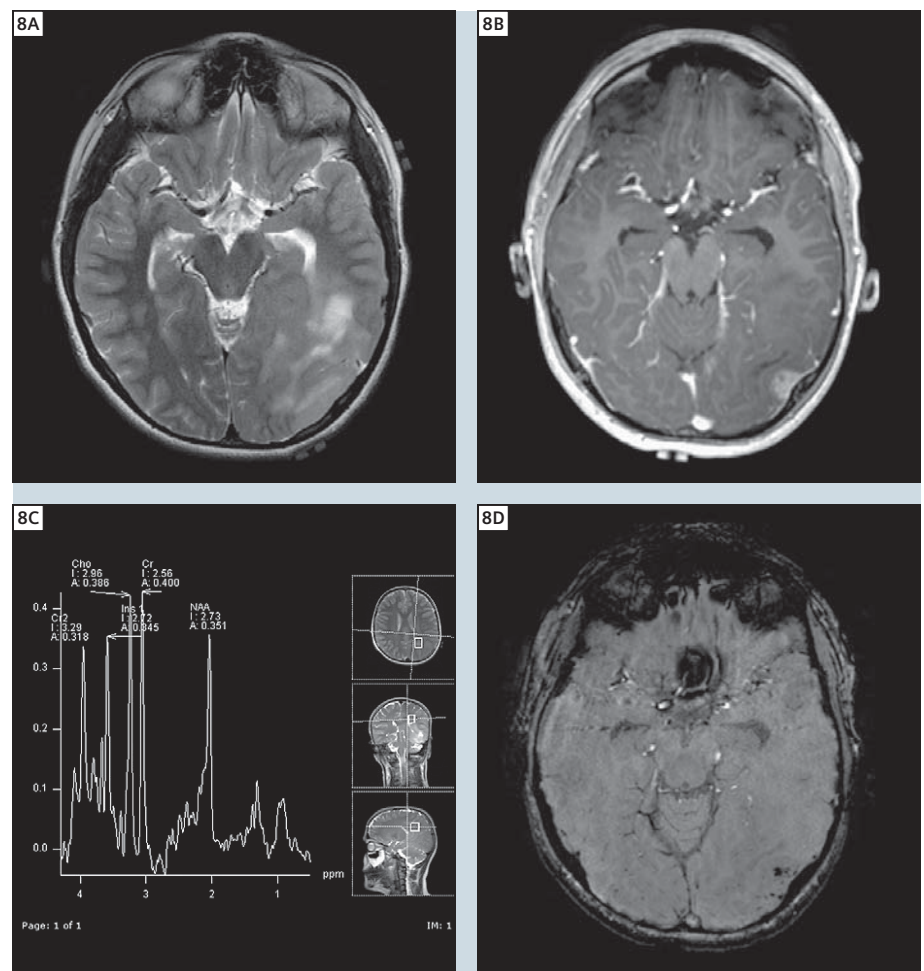 8A
8B
8C
Cho
I: 2.96
A: 0.386
Cr
I: 2.56
A: 0.400
Cr2
I: 3.29
A: 0.318
Ins
I: 2.72
A: 0.345
NAA
I: 2.73
A: 0.351
0.4
0.3
0.2
0.1
0.0
4
3
2
1
ppm
Page: 1 of 1
IM: 1
8D